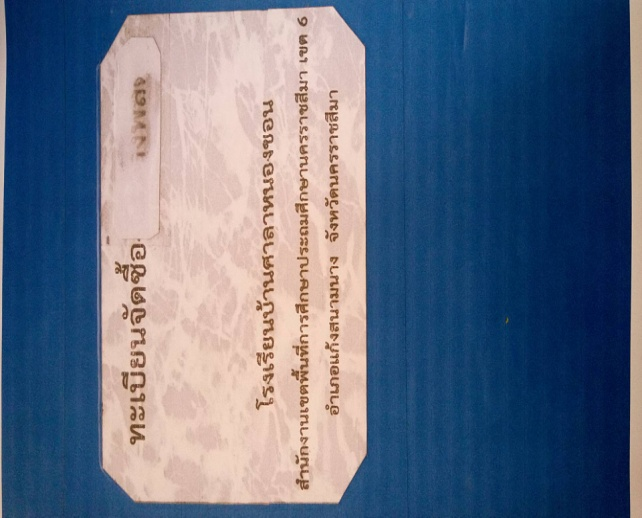 ทะเบียนจัดซื้อ
โรงเรียนบ้านศาลาหนองขอน
สำนักงานเขตพื้นที่การศึกษาประถมศึกษานครราชสีมา เขต ๖
อำเภอแก้งสนามนาง จังหวัดนครราชสีมา